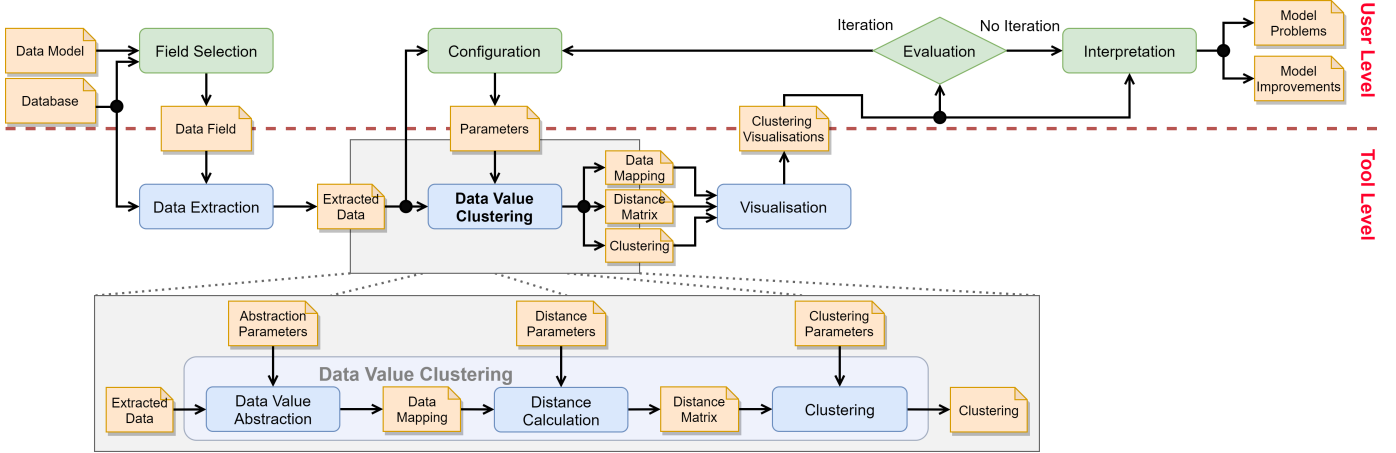 Data Model
Database
Field Selection
Data Field
Data Extraction
Extracted
Data
Configuration
Parameters
Data Value
Clustering
Data
Mapping
Distance
Matrix
Clustering
Visualisation
Clustering
Visualisations
Iteration
Evaluation
No Iteration
Interpretation
Model
Problems
Model
Improvements
User Level
Tool Level
Abstraction
Parameters
Distance
Parameters
Clustering
Parameters
Data Value Clustering
Extracted
Data
Data Value
Abstraction
Data
Mapping
Distance
Calculation
Distance
Matrix
Clustering
Clustering